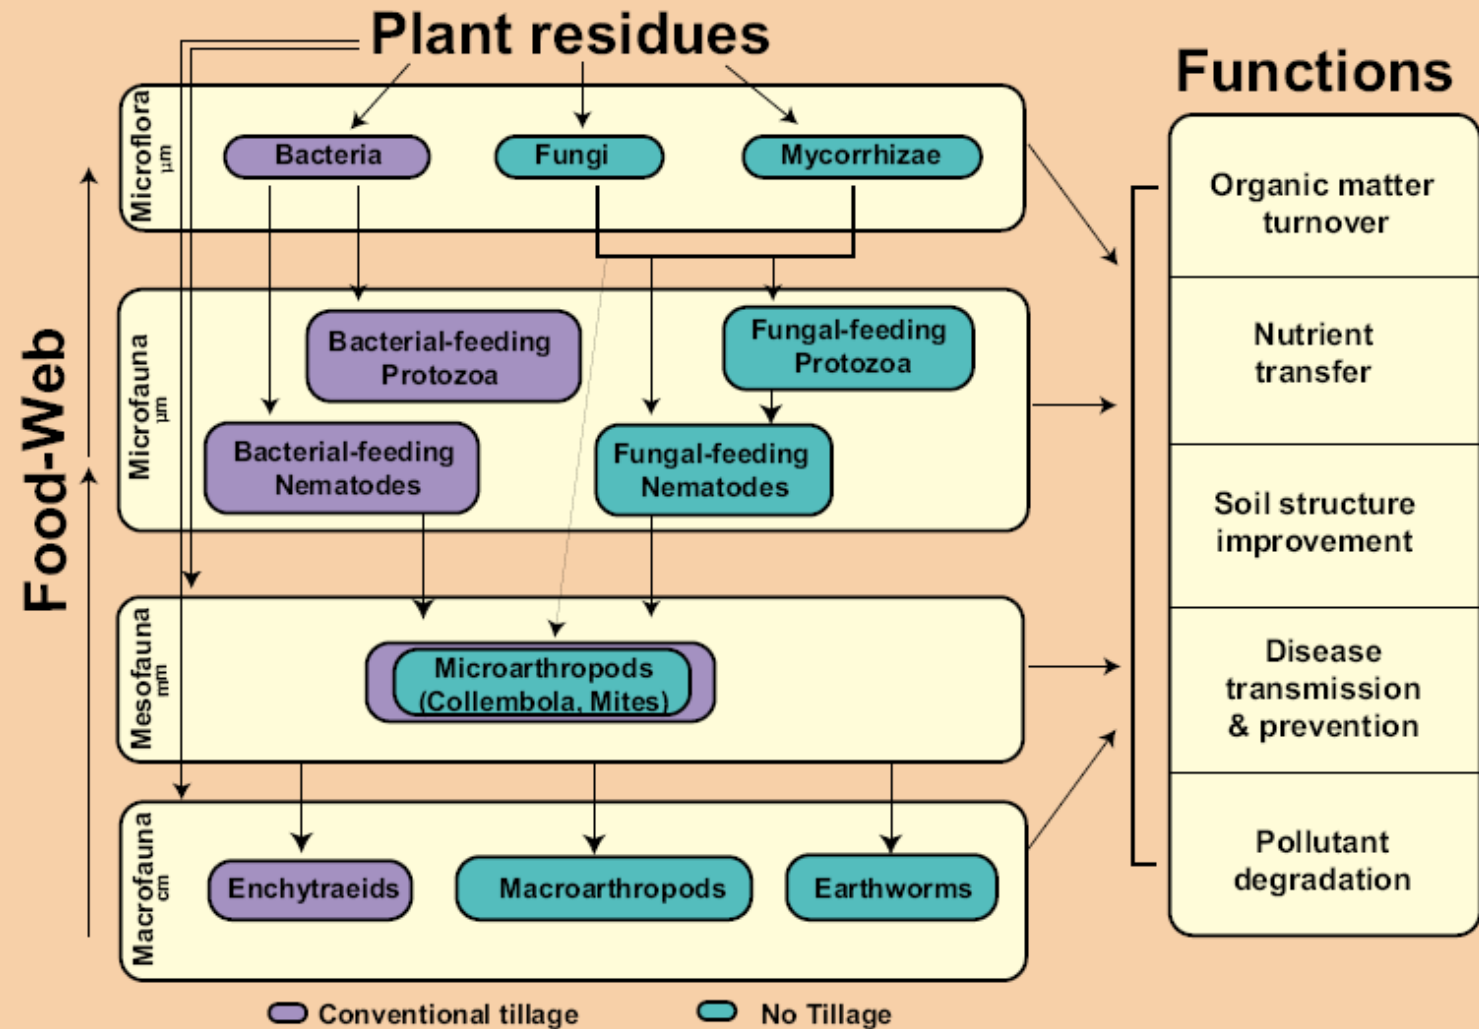 Plant residues
Functions
Food-Web
Microflora
µm
Bacteria
Fungi
Mycorrhizae
Microfauna
µm
Bacterial-feeding
Protozoa
Fungal-feeding
Protozoa
Bacterial-feeding
Nematodes
Fungal-feeding
Nematodes
Mesofauna
mm
Microarthropods
(Collembola, Mites)
Macrofauna
cm
Enchytraeids
Macroarthropods
Earthworms
Organic matter
turnover
Nutrient
transfer
Soil structure
improvement
Disease
transmission
& prevention
Pollutant
degradation
Conventional tillage
No Tillage